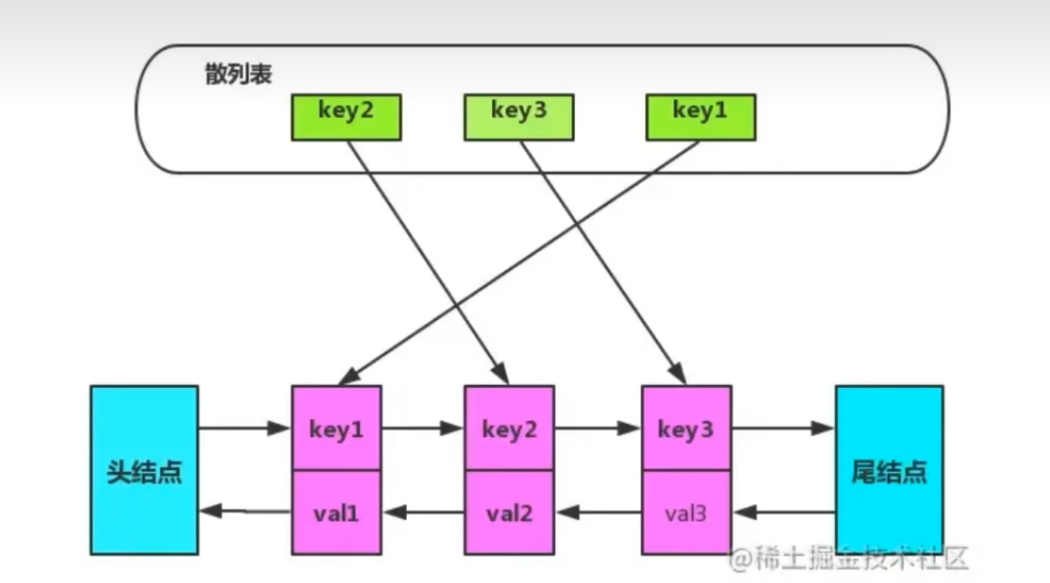 散列表
key2 key3 key1
key1 key2 key3
头结点 尾结点
val1 val2 val3
@稀土掘金技术社区